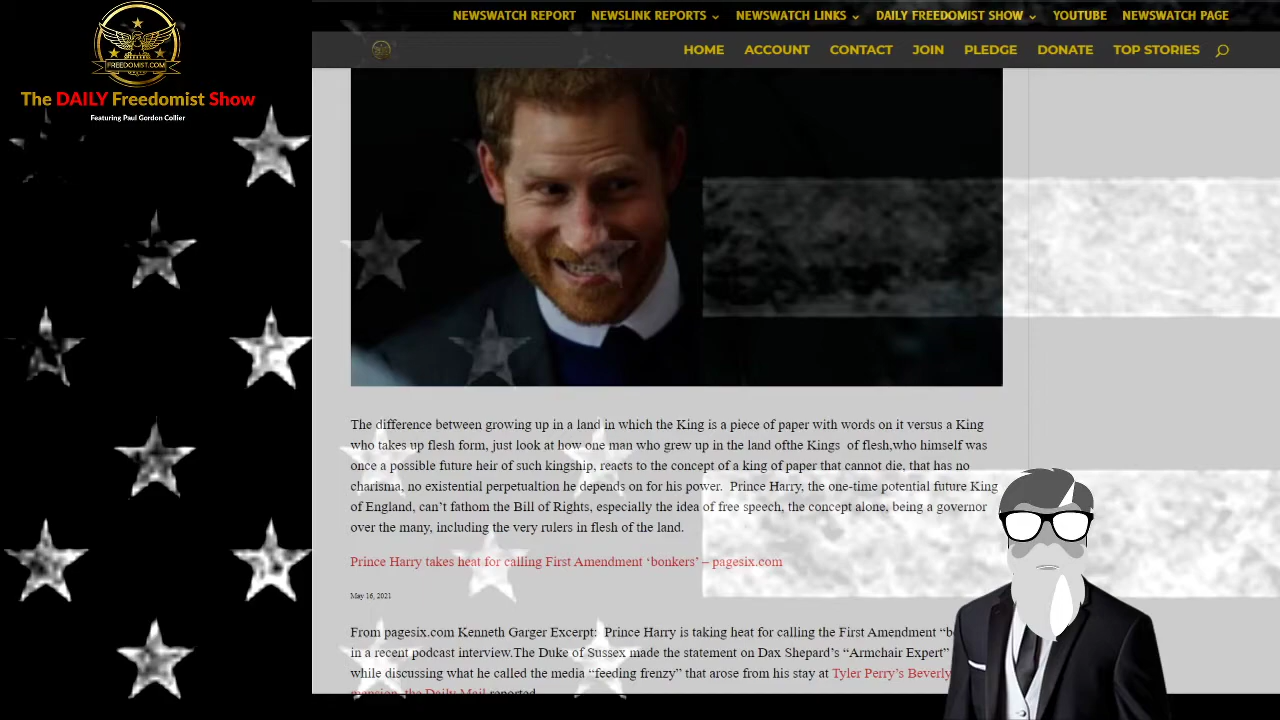 NEWSWATCH REPORT NEWSLINK REPORTS NEWSWATCH LINKS DAILY FREEDOMIST SHOW YOUTUBE NEWSWATCH PAGE
HOME ACCOUNT CONTACT JOIN PLEDGE DONATE TOP STORIES
FREEDOMIST.COM
The DAILY Freedomist Show
Featuring Paul Gordon Collier
The difference between growing up in a land in which the King is a piece of paper with words on it versus a King
who takes up flesh form, just look at how one man who grew up in the land ofthe Kings of flesh,who himself was
once a possible future heir of such kingship, reacts to the concept of a king of paper that cannot die, that has no
charisma, no existential perpetualtion he depends on for his power. Prince Harry, the one-time potential future King
of England, can't fathom the Bill of Rights, especially the idea of free speech, the concept alone, being a governor
over the many, including the very rulers in flesh of the land.
Prince Harry takes heat for calling First Amendment ‘bonkers’ – pagesix.com
May 16, 2021
From pagesix.com Kenneth Garger Excerpt: Prince Harry is taking heat for calling the First Amendment
in a recent podcast interview.The Duke of Sussex made the statement on Dax Shepard's “Armchair Expert”
while discussing what he called the media “feeding frenzy” that arose from his stay at Tyler Perry's Beverly
mansion, the Daily Mail reported.